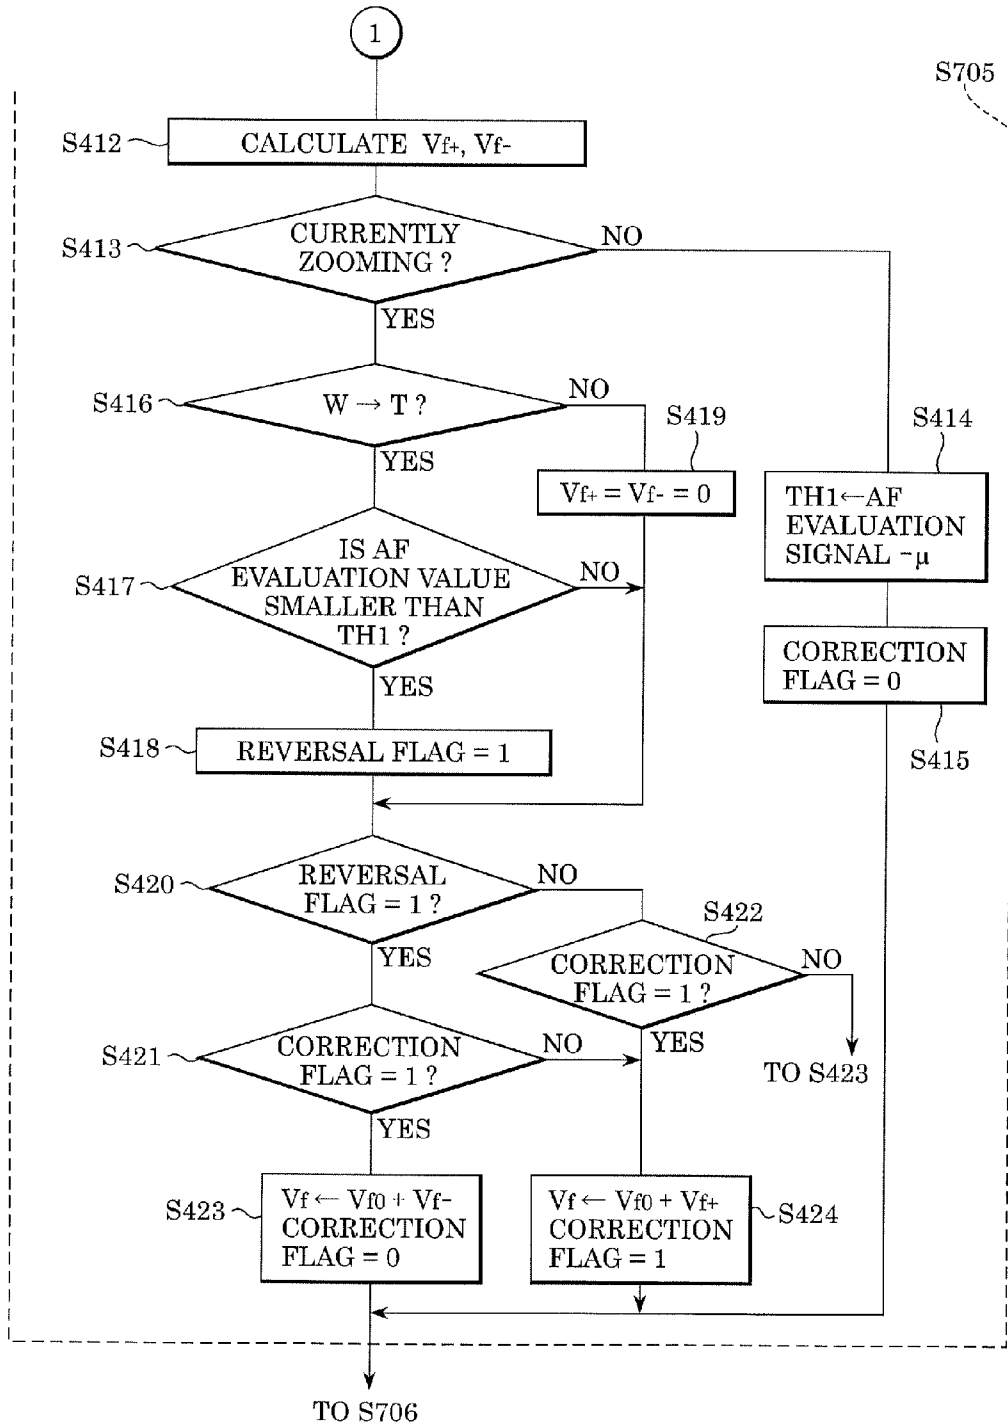 1
S705
S412
CALCULATE Vf+, Vf-
S413
CURRENTLY
ZOOMING ?
NO
YES
S416
W → T ?
NO
YES
S419
Vf+ = Vf- = 0
S414
TH1←AF
EVALUATION
SIGNAL -μ
S417
IS AF
EVALUATION VALUE
SMALLER THAN
TH1 ?
NO
YES
CORRECTION
FLAG = 0
S415
S418
REVERSAL FLAG = 1
S420
REVERSAL
FLAG = 1 ?
NO
YES
S422
CORRECTION
FLAG = 1 ?
NO
YES
TO S423
S421
CORRECTION
FLAG = 1 ?
NO
YES
S423
Vf ← Vf0 + Vf-
CORRECTION
FLAG = 0
Vf ← Vf0 + Vf+
CORRECTION
FLAG = 1
S424
TO S706